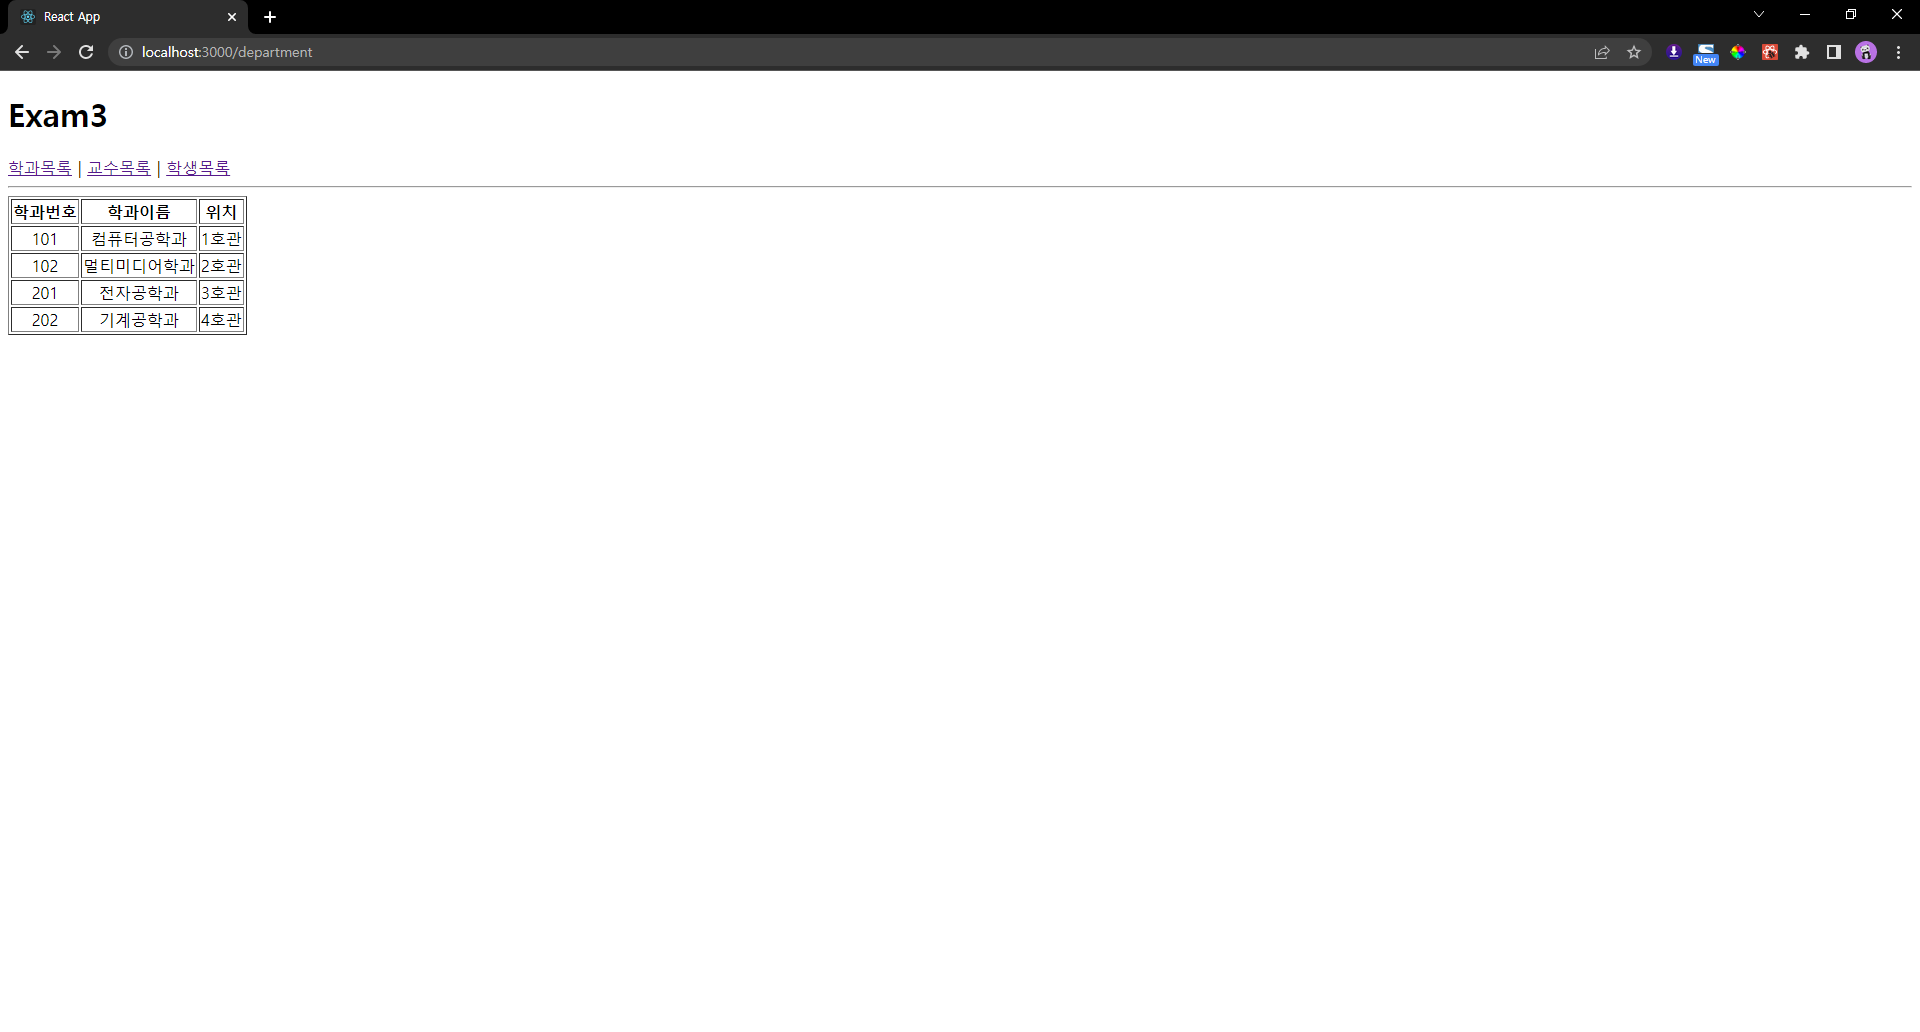 React App
localhost:3000/department
New
Exam3
학과목록 | 교수목록 | 학생목록
학과번호 학과이름 위치
101 컴퓨터공학과 1호관
102 멀티미디어학과 2호관
201 전자공학과 3호관
202 기계공학과 4호관